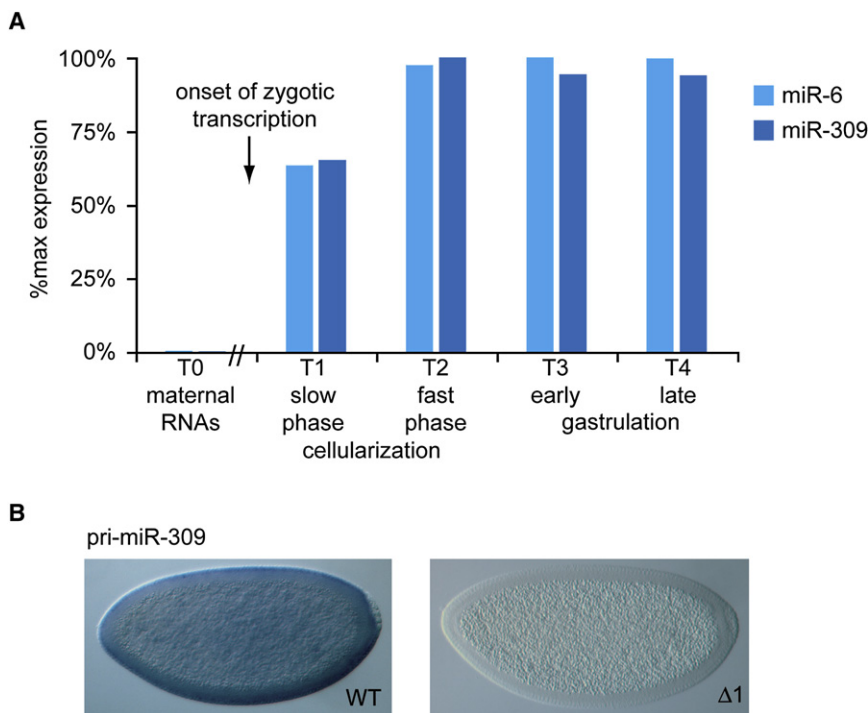 A
100%
75%
50%
25%
0%
%max expression
onset of zygotic
transcription
miR-6
miR-309
T0 // T1 T2 T3 T4
maternal slow fast early late
RNAs phase phase gastrulation
cellularization
B
pri-miR-309
WT
Δ1